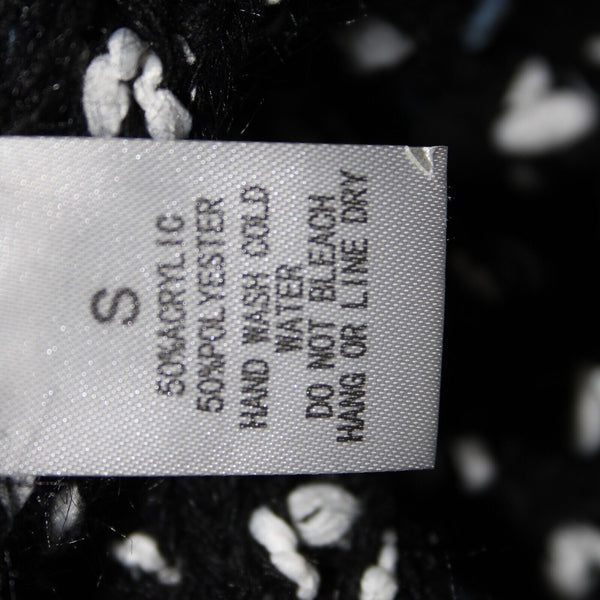 S
50%ACRYLIC
50%POLYESTER
HAND WASH COLD
WATER
DO NOT BLEACH
HANG OR LINE DRY